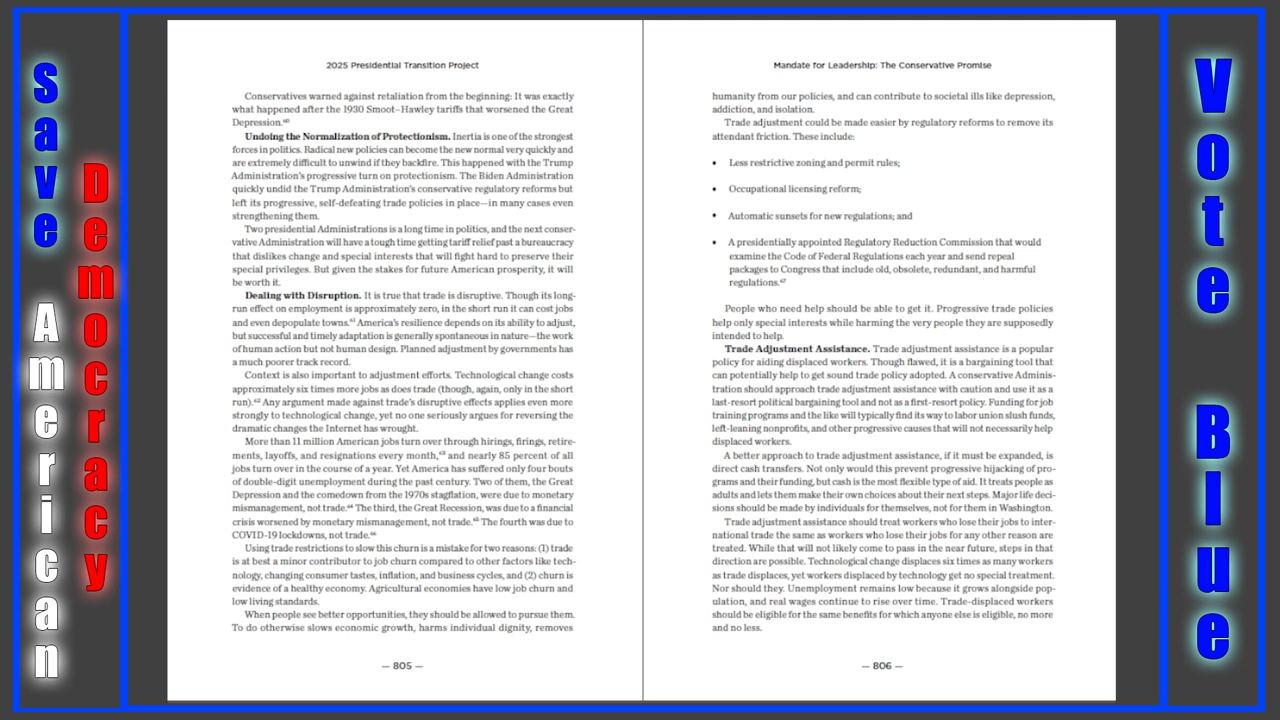 Save American
Democracy
2025 Presidential Transition Project
Conservatives warned against retaliation from the beginning: It was exactly
what happened after the 1930 Smoot–Hawley tariffs that worsened the Great
Depression.⁶⁰
Undoing the Normalization of Protectionism. Inertia is one of the strongest
forces in politics. Radical new policies can become the new normal very quickly and
are extremely difficult to unwind if they backfire. This happened with the Trump
Administration's progressive turn on protectionism. The Biden Administration
quickly undid the Trump Administration's conservative regulatory reforms but
left its progressive, self-defeating trade policies in place—in many cases even
strengthening them.
Two presidential Administrations is a long time in politics, and the next conser-
vative Administration will have a tough time getting tariff relief past a bureaucracy
that dislikes change and special interests that will fight hard to preserve their
special privileges. But given the stakes for future American prosperity, it will
be worth it.
Dealing with Disruption. It is true that trade is disruptive. Though its long-
run effect on employment is approximately zero, in the short run it can cost jobs
and even depopulate towns.⁶¹ America's resilience depends on its ability to adjust,
but successful and timely adaptation is generally spontaneous in nature—the work
of human action but not human design. Planned adjustment by governments has
a much poorer track record.
Context is also important to adjustment efforts. Technological change costs
approximately six times more jobs as does trade (though, again, only in the short
run).⁶² Any argument made against trade's disruptive effects applies even more
strongly to technological change, yet no one seriously argues for reversing the
dramatic changes the Internet has wrought.
More than 11 million American jobs turn over through hirings, firings, retire-
ments, layoffs, and resignations every month,⁶³ and nearly 85 percent of all
jobs turn over in the course of a year. Yet America has suffered only four bouts
of double-digit unemployment during the past century. Two of them, the Great
Depression and the comedown from the 1970s stagflation, were due to monetary
mismanagement, not trade.⁶⁴ The third, the Great Recession, was due to a financial
crisis worsened by monetary mismanagement, not trade.⁶⁵ The fourth was due to
COVID-19 lockdowns, not trade.⁶⁶
Using trade restrictions to slow this churn is a mistake for two reasons: (1) trade
is at best a minor contributor to job churn compared to other factors like tech-
nology, changing consumer tastes, inflation, and business cycles, and (2) churn is
evidence of a healthy economy. Agricultural economies have low job churn and
low living standards.
When people see better opportunities, they should be allowed to pursue them.
To do otherwise slows economic growth, harms individual dignity, removes
— 805 —
Mandate for Leadership: The Conservative Promise
humanity from our policies, and can contribute to societal ills like depression,
addiction, and isolation.
Trade adjustment could be made easier by regulatory reforms to remove its
attendant friction. These include:
• Less restrictive zoning and permit rules;
• Occupational licensing reform;
• Automatic sunsets for new regulations; and
• A presidentially appointed Regulatory Reduction Commission that would
examine the Code of Federal Regulations each year and send repeal
packages to Congress that include old, obsolete, redundant, and harmful
regulations.⁶⁷
People who need help should be able to get it. Progressive trade policies
help only special interests while harming the very people they are supposedly
intended to help.
Trade Adjustment Assistance. Trade adjustment assistance is a popular
policy for aiding displaced workers. Though flawed, it is a bargaining tool that
can potentially help to get sound trade policy adopted. A conservative Adminis-
tration should approach trade adjustment assistance with caution and use it as a
last-resort political bargaining tool and not as a first-resort policy. Funding for job
training programs and the like will typically find its way to labor union slush funds,
left-leaning nonprofits, and other progressive causes that will not necessarily help
displaced workers.
A better approach to trade adjustment assistance, if it must be expanded, is
direct cash transfers. Not only would this prevent progressive hijacking of pro-
grams and their funding, but cash is the most flexible type of aid. It treats people as
adults and lets them make their own choices about their next steps. Major life deci-
sions should be made by individuals for themselves, not for them in Washington.
Trade adjustment assistance should treat workers who lose their jobs to inter-
national trade the same as workers who lose their jobs for any other reason are
treated. While that will not likely come to pass in the near future, steps in that
direction are possible. Technological change displaces six times as many workers
as trade displaces, yet workers displaced by technology get no special treatment.
Nor should they. Unemployment remains low because it grows alongside pop-
ulation, and real wages continue to rise over time. Trade-displaced workers
should be eligible for the same benefits for which anyone else is eligible, no more
and no less.
— 806 —
Vote Blue